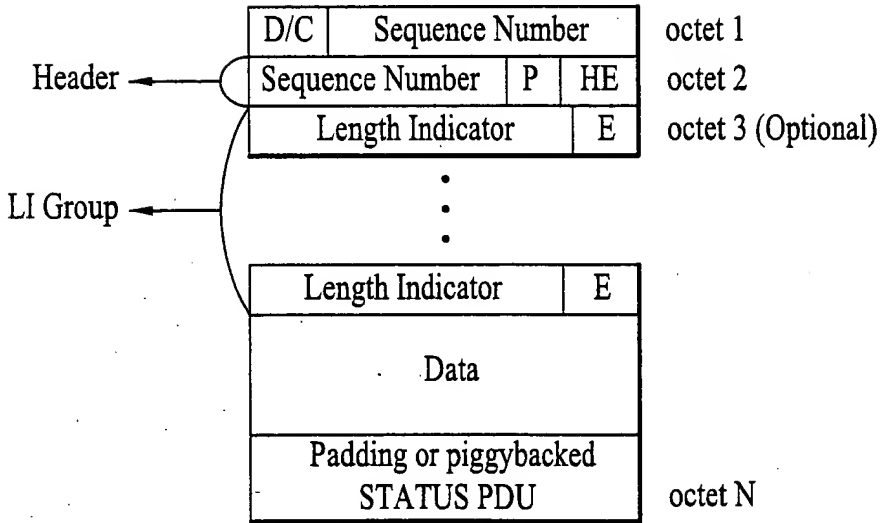 D/C Sequence Number octet 1
Header Sequence Number P HE octet 2
Length Indicator E octet 3 (Optional)
LI Group
Length Indicator E
Data
Padding or piggybacked
STATUS PDU octet N